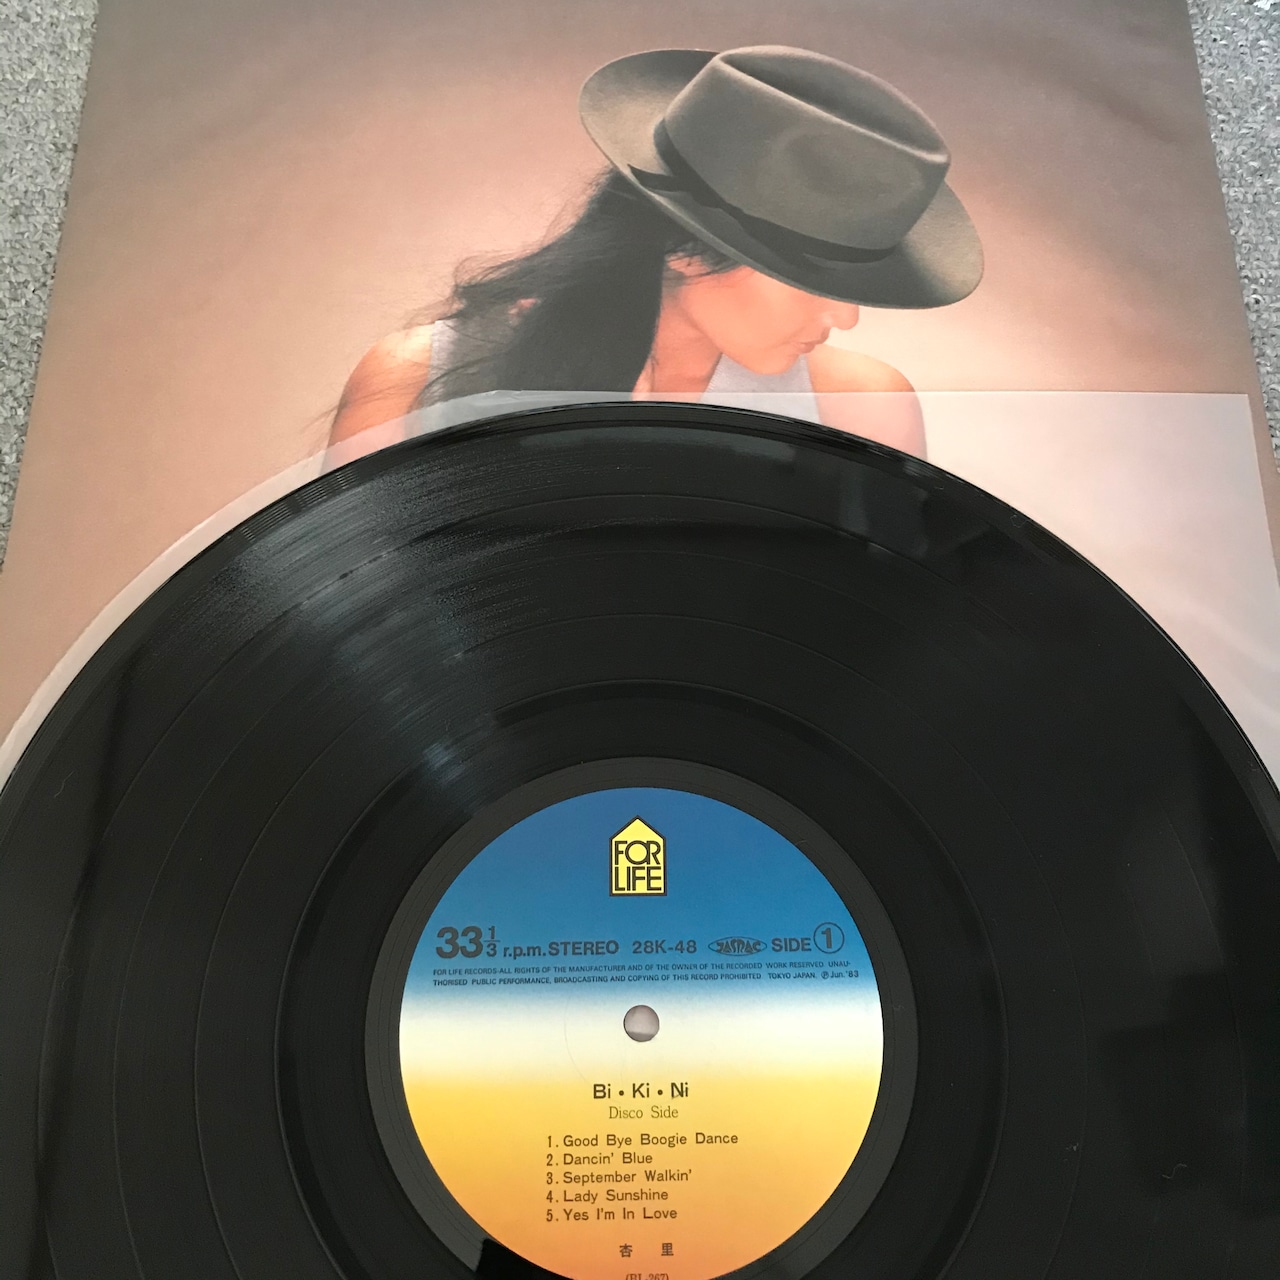 FOR
LIFE
33 1/3 r.p.m. STEREO 28K-48 JASRAC SIDE 1
FOR LIFE RECORDS-ALL RIGHTS OF THE MANUFACTURER AND OF THE OWNER OF THE RECORDED WORK RESERVED. UNAU-
THORISED PUBLIC PERFORMANCE, BROADCASTING AND COPYING OF THIS RECORD PROHIBITED. TOKYO JAPAN. ℗Jun.'83
Bi・Ki・Ni
Disco Side
1. Good Bye Boogie Dance
2. Dancin' Blue
3. September Walkin'
4. Lady Sunshine
5. Yes I'm In Love
杏 里
(BL-267)